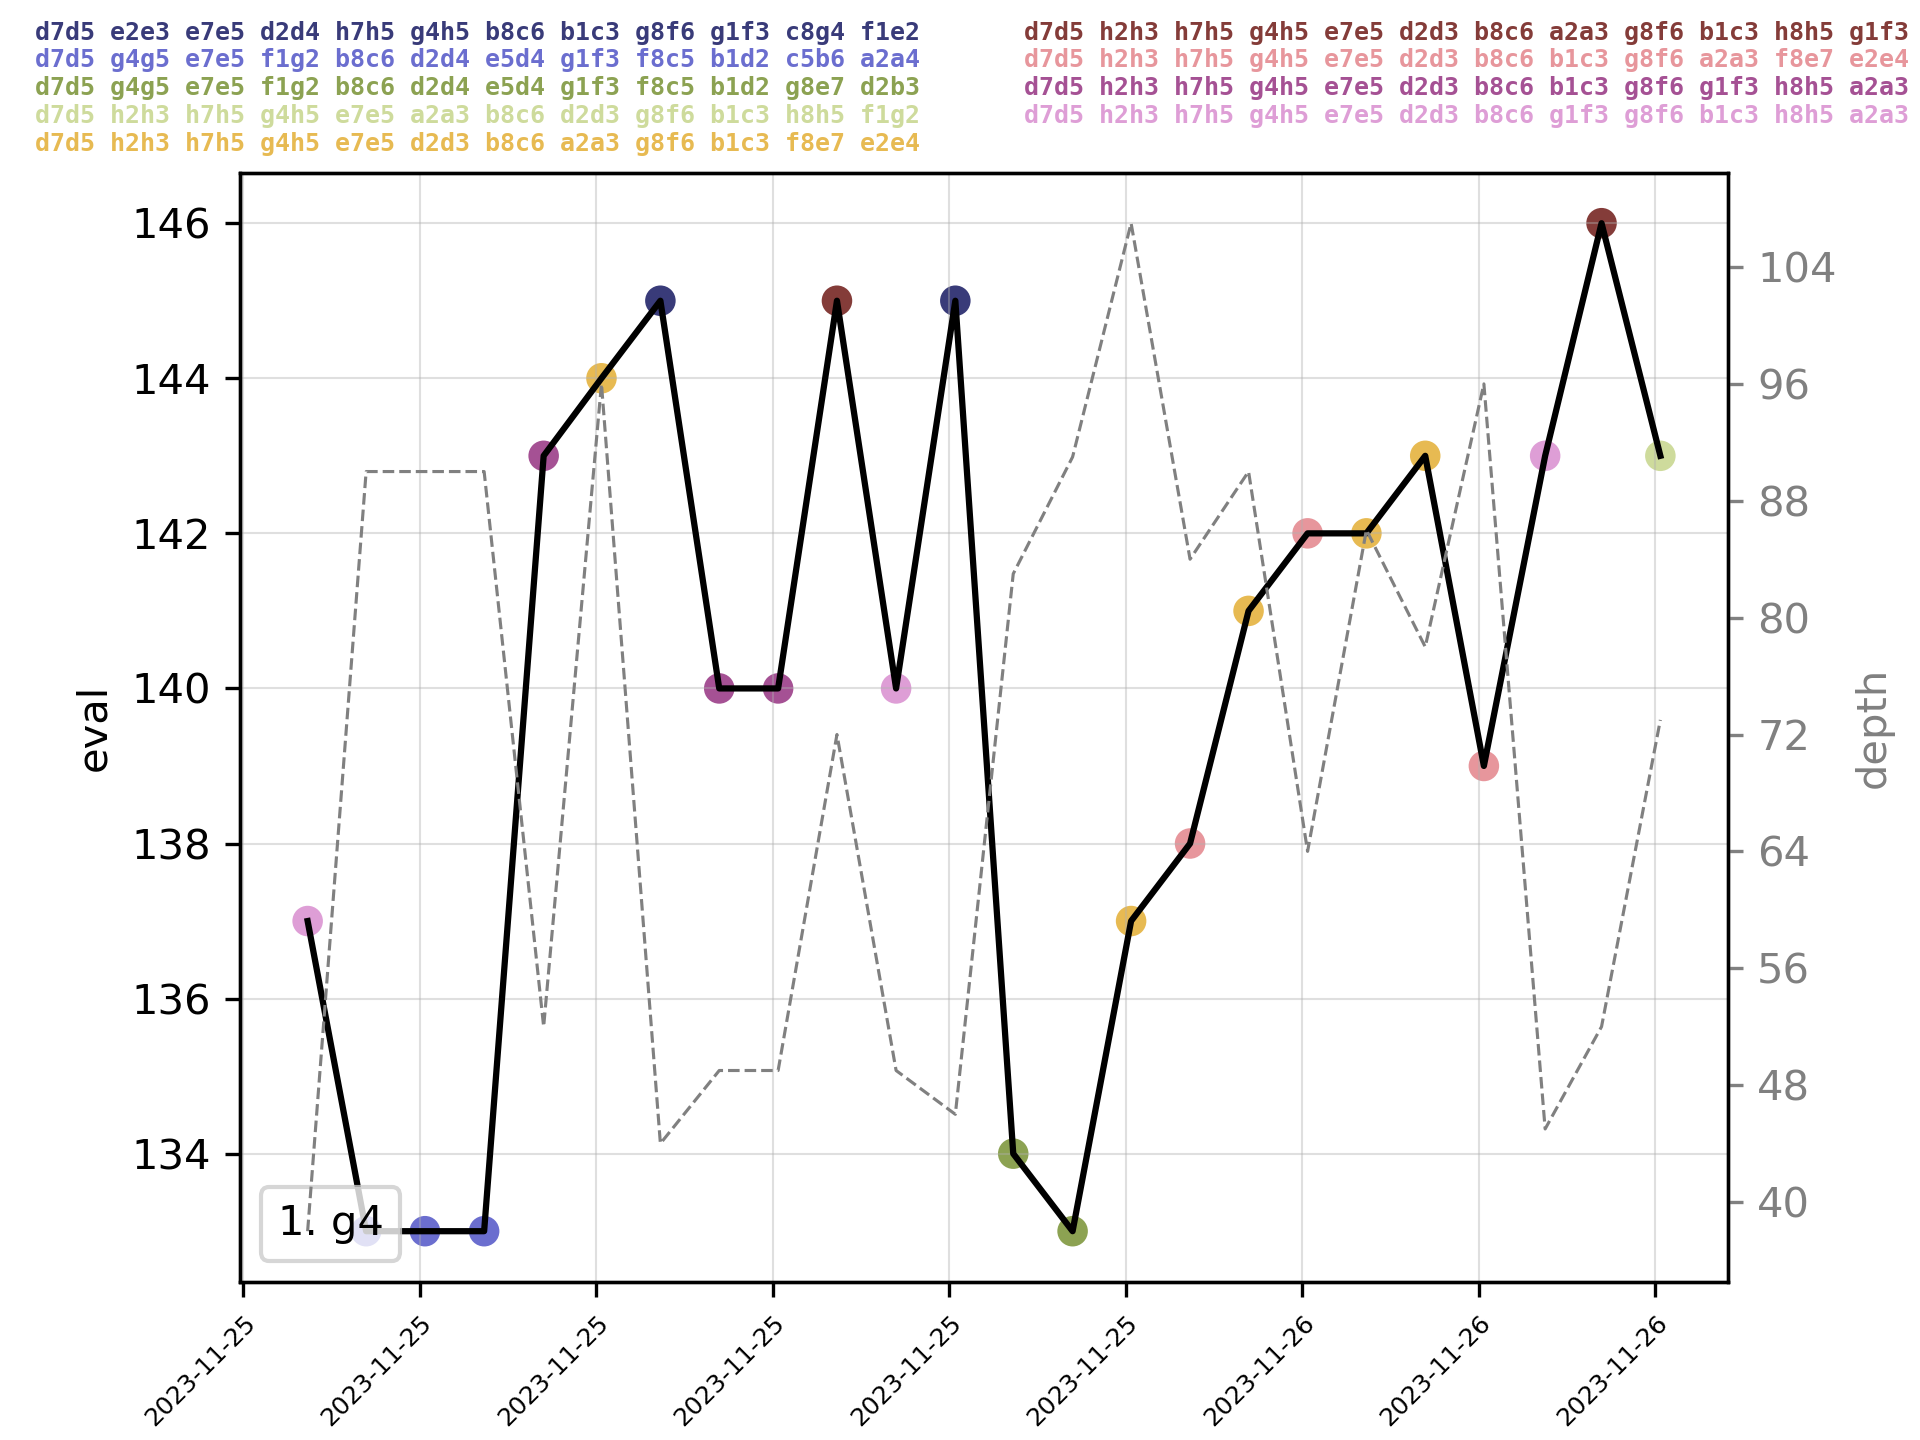 d7d5 e2e3 e7e5 d2d4 h7h5 g4h5 b8c6 b1c3 g8f6 g1f3 c8g4 f1e2
d7d5 g4g5 e7e5 f1g2 b8c6 d2d4 e5d4 g1f3 f8c5 b1d2 c5b6 a2a4
d7d5 g4g5 e7e5 f1g2 b8c6 d2d4 e5d4 g1f3 f8c5 b1d2 g8e7 d2b3
d7d5 h2h3 h7h5 g4h5 e7e5 a2a3 b8c6 d2d3 g8f6 b1c3 h8h5 f1g2
d7d5 h2h3 h7h5 g4h5 e7e5 d2d3 b8c6 a2a3 g8f6 b1c3 f8e7 e2e4
d7d5 h2h3 h7h5 g4h5 e7e5 d2d3 b8c6 a2a3 g8f6 b1c3 h8h5 g1f3
d7d5 h2h3 h7h5 g4h5 e7e5 d2d3 b8c6 b1c3 g8f6 a2a3 f8e7 e2e4
d7d5 h2h3 h7h5 g4h5 e7e5 d2d3 b8c6 b1c3 g8f6 g1f3 h8h5 a2a3
d7d5 h2h3 h7h5 g4h5 e7e5 d2d3 b8c6 g1f3 g8f6 b1c3 h8h5 a2a3
eval
146
144
142
140
138
136
134
1. g4
104
96
88
80
72
64
56
48
40
depth
2023-11-25
2023-11-25
2023-11-25
2023-11-25
2023-11-25
2023-11-25
2023-11-26
2023-11-26
2023-11-26